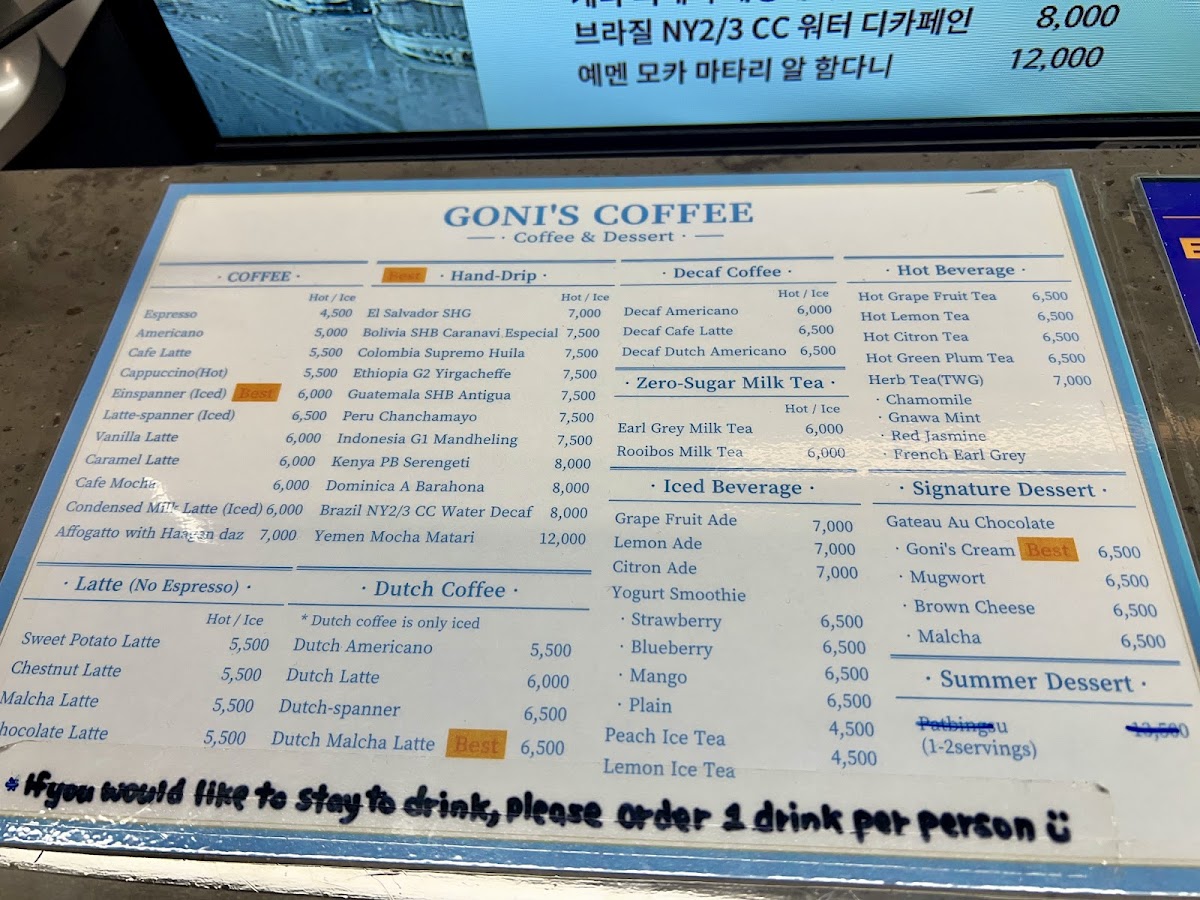 브라질 NY2/3 CC 워터 디카페인 8,000
예멘 모카 마타리 알 함다니 12,000
GONI'S COFFEE
· Coffee & Dessert ·
· COFFEE ·
Hot / Ice
Espresso 4,500
Americano 5,000
Cafe Latte 5,500
Cappuccino(Hot) 5,500
Einspanner (Iced) Best 6,000
Latte-spanner (Iced) 6,500
Vanilla Latte 6,000
Caramel Latte 6,000
Cafe Mocha 6,000
Condensed Milk Latte (Iced) 6,000
Affogatto with Haagan daz 7,000
· Latte (No Espresso) ·
Hot / Ice
Sweet Potato Latte 5,500
Chestnut Latte 5,500
Malcha Latte 5,500
hocolate Latte 5,500
Best · Hand-Drip ·
Hot / Ice
El Salvador SHG 7,000
Bolivia SHB Caranavi Especial 7,500
Colombia Supremo Huila 7,500
Ethiopia G2 Yirgacheffe 7,500
Guatemala SHB Antigua 7,500
Peru Chanchamayo 7,500
Indonesia G1 Mandheling 7,500
Kenya PB Serengeti 8,000
Dominica A Barahona 8,000
Brazil NY2/3 CC Water Decaf 8,000
Yemen Mocha Matari 12,000
· Dutch Coffee ·
* Dutch coffee is only iced
Dutch Americano 5,500
Dutch Latte 6,000
Dutch-spanner 6,500
Dutch Malcha Latte Best 6,500
· Decaf Coffee ·
Hot / Ice
Decaf Americano 6,000
Decaf Cafe Latte 6,500
Decaf Dutch Americano 6,500
· Zero-Sugar Milk Tea ·
Hot / Ice
Earl Grey Milk Tea 6,000
Rooibos Milk Tea 6,000
· Iced Beverage ·
Grape Fruit Ade 7,000
Lemon Ade 7,000
Citron Ade 7,000
Yogurt Smoothie
· Strawberry 6,500
· Blueberry 6,500
· Mango 6,500
· Plain 6,500
Peach Ice Tea 4,500
Lemon Ice Tea 4,500
· Hot Beverage ·
Hot Grape Fruit Tea 6,500
Hot Lemon Tea 6,500
Hot Citron Tea 6,500
Hot Green Plum Tea 6,500
Herb Tea(TWG) 7,000
· Chamomile
· Gnawa Mint
· Red Jasmine
· French Earl Grey
· Signature Dessert ·
Gateau Au Chocolate
· Goni's Cream Best 6,500
· Mugwort 6,500
· Brown Cheese 6,500
· Malcha 6,500
· Summer Dessert ·
Patbingsu 13,500
(1-2servings)
* If you would like to stay to drink, please order 1 drink per person ü